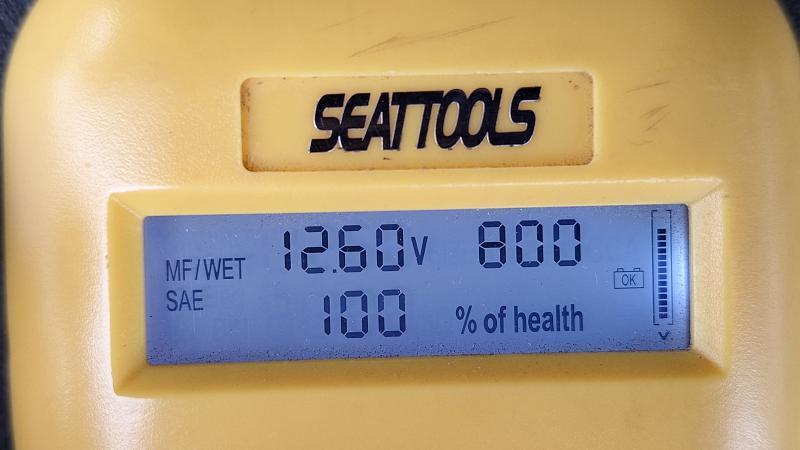 SEATTOOLS
MF/WET 12.60V 800
OK
SAE 100 % of health
V